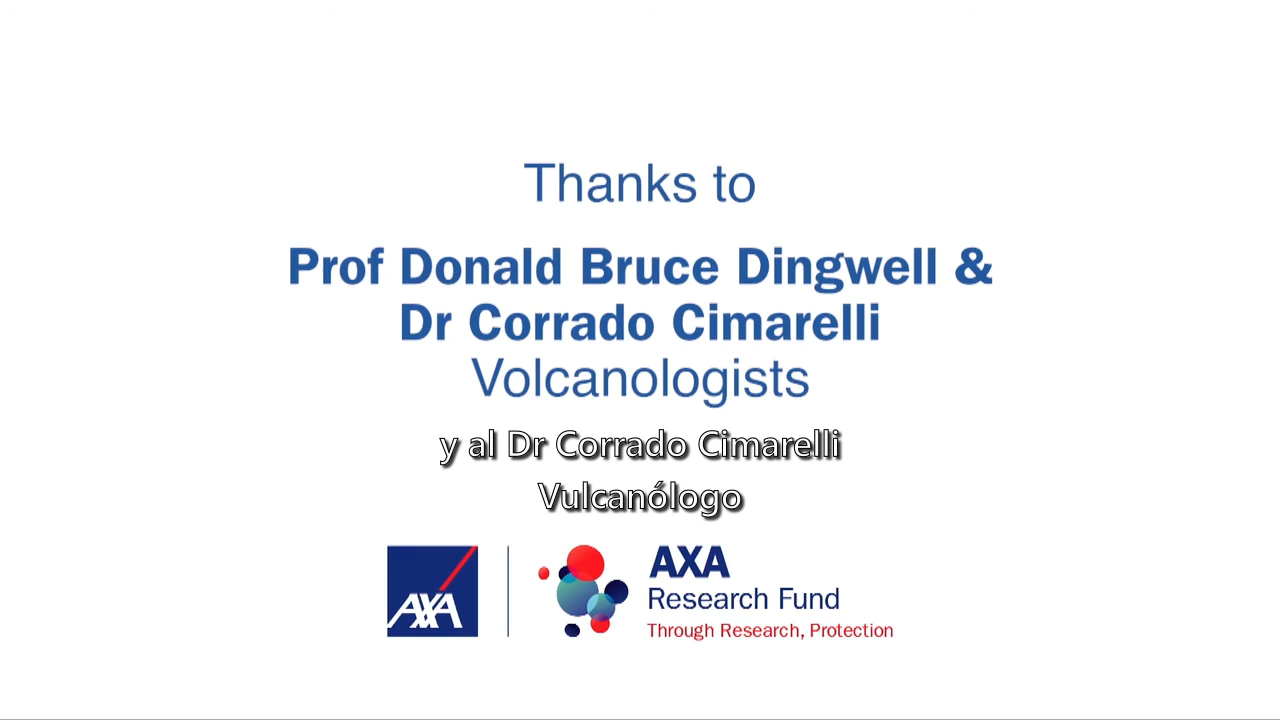 Thanks to
Prof Donald Bruce Dingwell &
Dr Corrado Cimarelli
Volcanologists
y al Dr Corrado Cimarelli
Vulcanólogo
AXA
AXA
Research Fund
Through Research, Protection